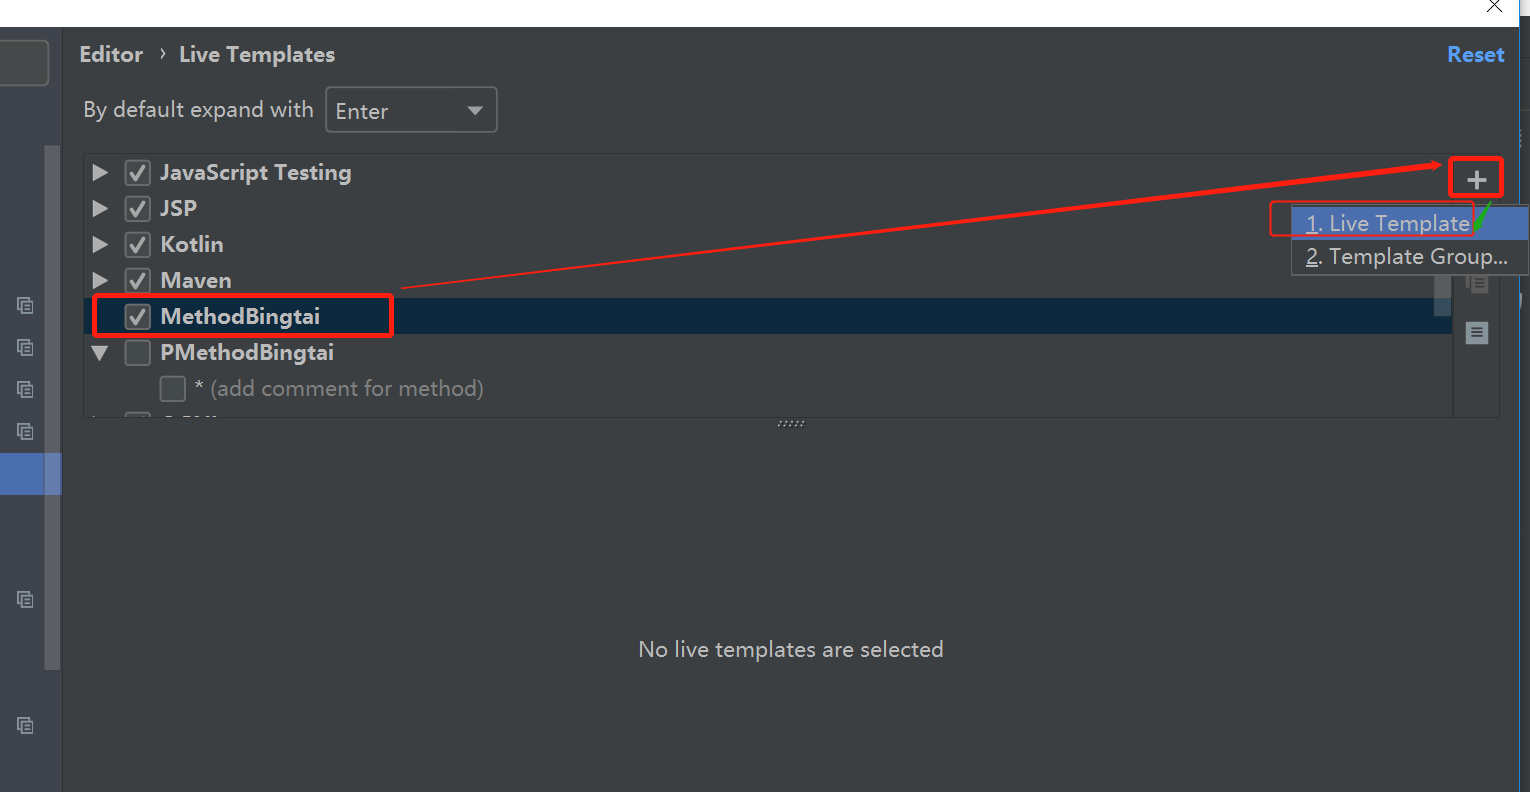 Editor › Live Templates
Reset
By default expand with Enter
JavaScript Testing
JSP
Kotlin
Maven
MethodBingtai
PMethodBingtai
* (add comment for method)
1. Live Template
2. Template Group...
No live templates are selected